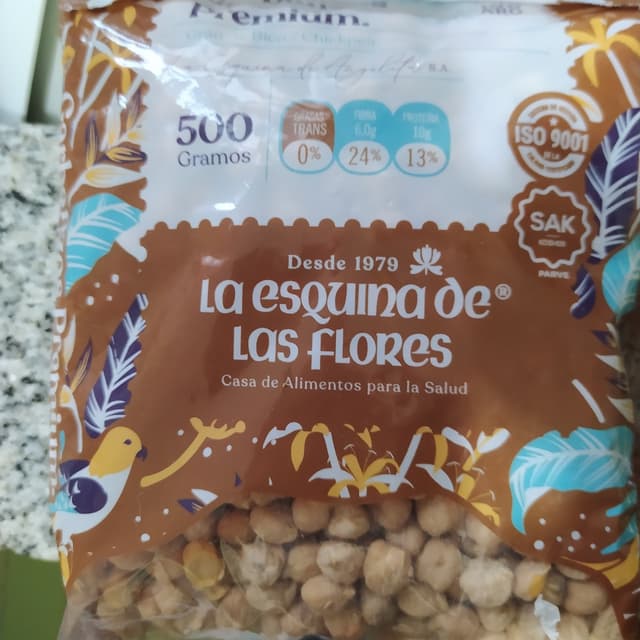 Premium.
500
Gramos
GRASAS
TRANS
0%
FIBRA
6.0g
24%
PROTEÍNA
10g
13%
ISO 9001
SAK
KOSHER
PARVE
Desde 1979
La esquina de®
Las Flores
Casa de Alimentos para la Salud